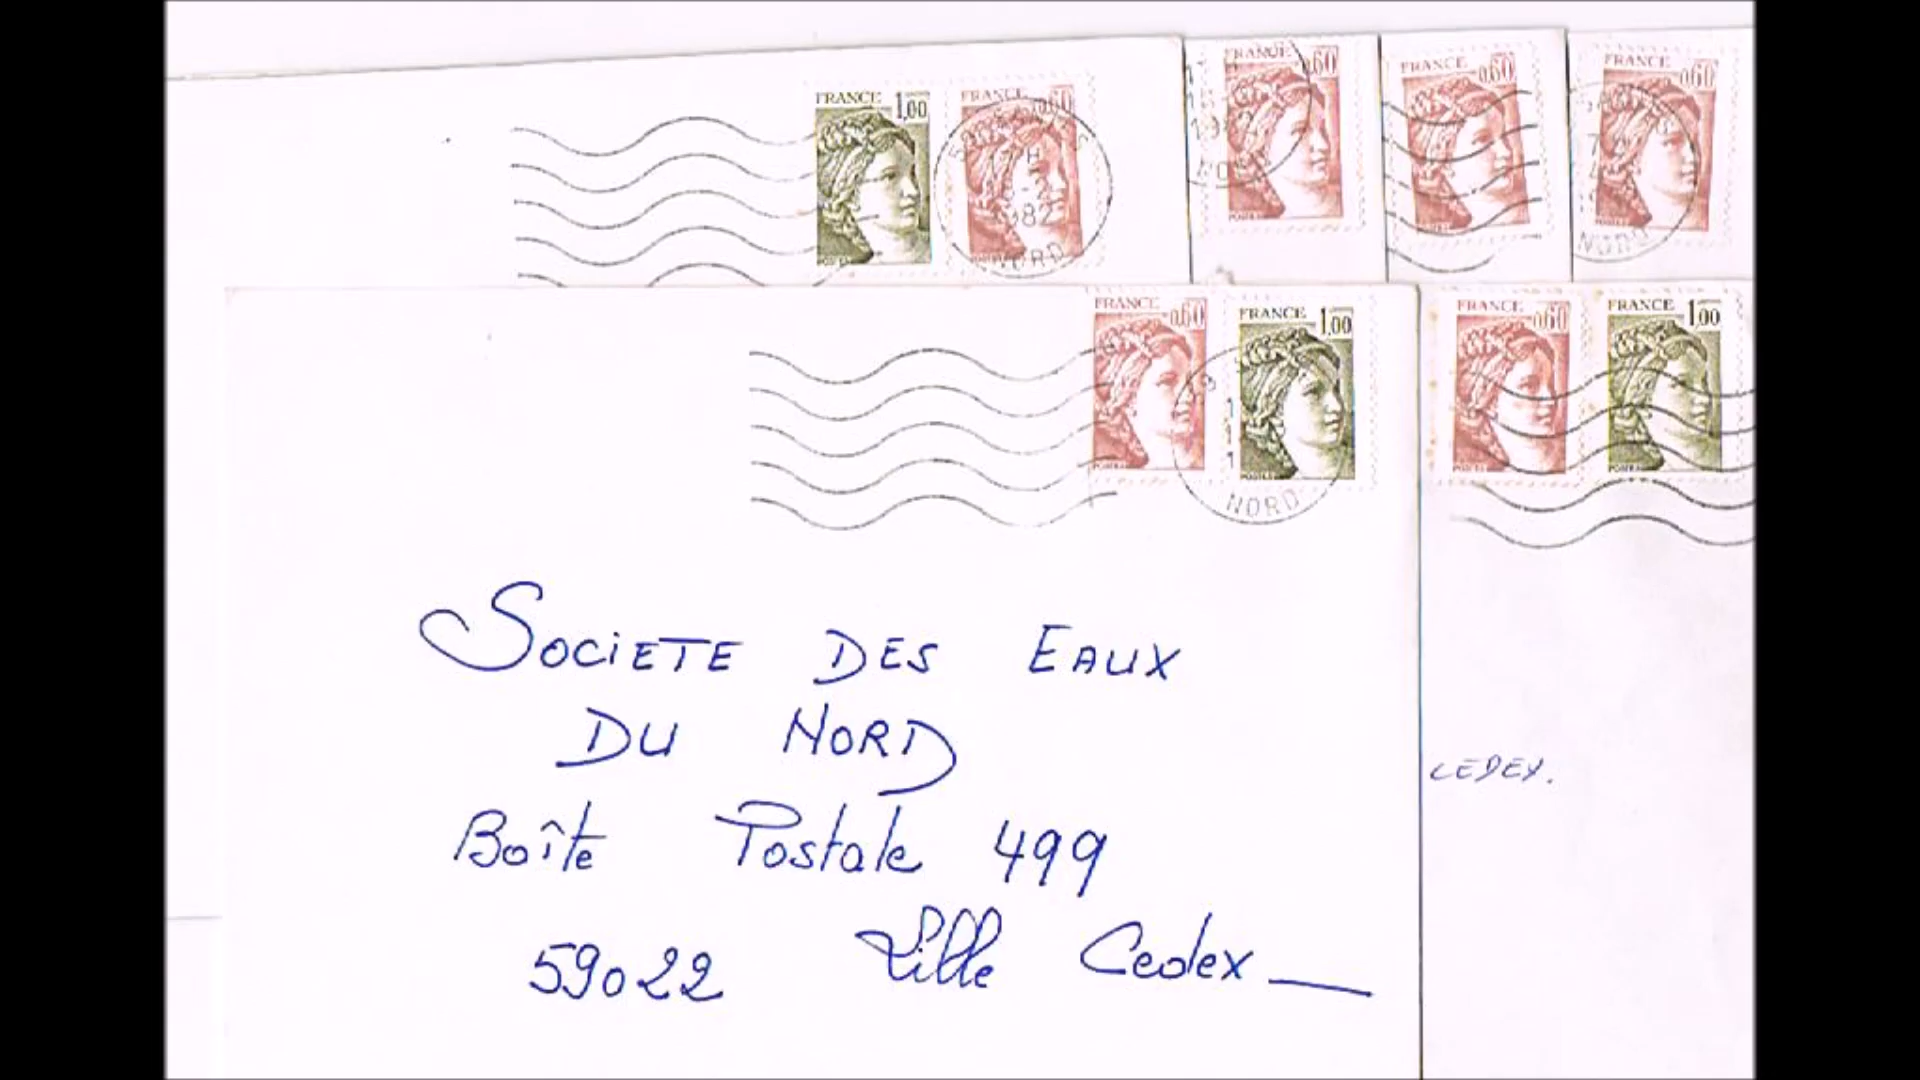 FRANCE 1,00
FRANCE 0,60
NORD
FRANCE 0,60
FRANCE 0,60
FRANCE 0,60
NORD
FRANCE 0,60
FRANCE 1,00
NORD
FRANCE 0,60
FRANCE 1,00
SOCIETE DES EAUX
DU NORD
Boîte Postale 499
59022 Lille Cedex
CEDEX.